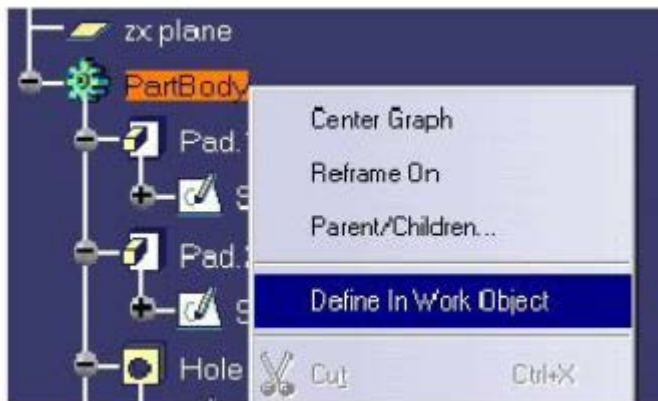 zx plane
PartBody
Center Graph
Pad.
Reframe On
Parent/Children...
Pad.
Define In Work Object
Hole
Cut Ctrl+X